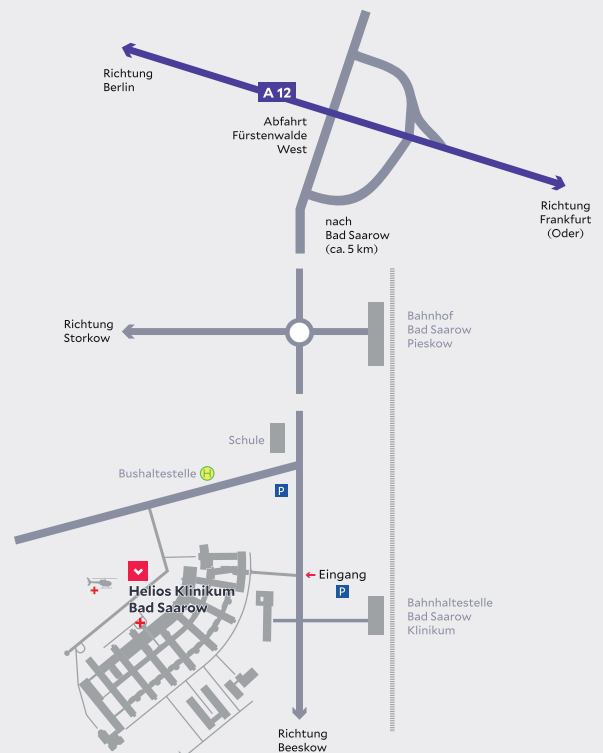 Richtung
Berlin
A 12
Abfahrt
Fürstenwalde
West
Richtung
Frankfurt
(Oder)
nach
Bad Saarow
(ca. 5 km)
Richtung
Storkow
Bahnhof
Bad Saarow
Pieskow
Schule
Bushaltestelle H
P
Eingang
P
Helios Klinikum
Bad Saarow
Bahnhaltestelle
Bad Saarow
Klinikum
Richtung
Beeskow